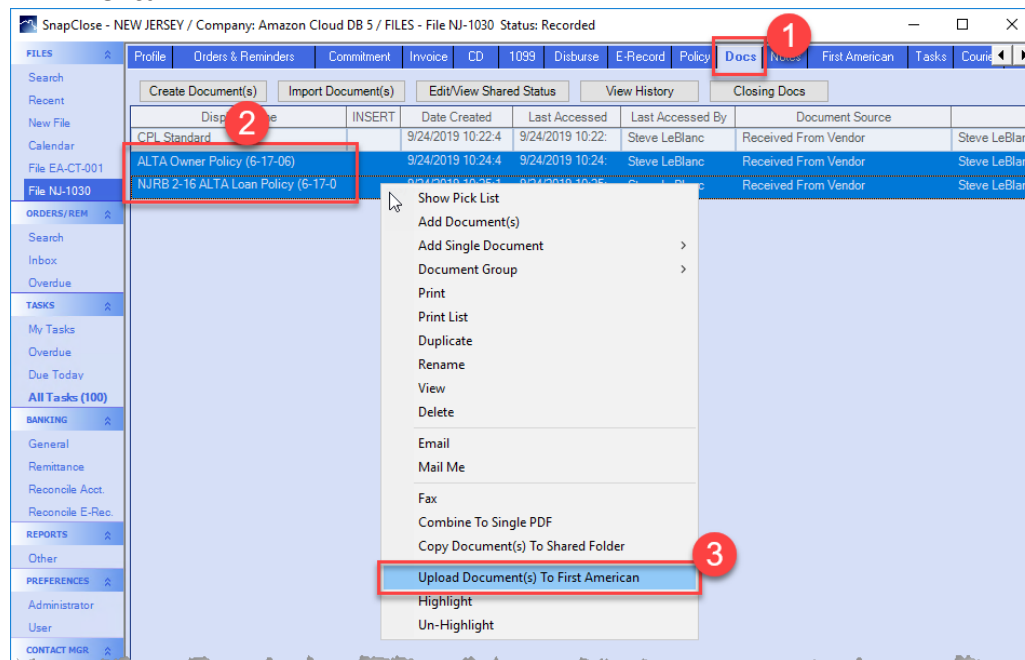 SnapClose - NEW JERSEY / Company: Amazon Cloud DB 5 / FILES - File NJ-1030 Status: Recorded
FILES
Search
Recent
New File
Calendar
File EA-CT-001
File NJ-1030
ORDERS/REM
Search
Inbox
Overdue
TASKS
My Tasks
Overdue
Due Today
All Tasks (100)
BANKING
General
Remittance
Reconcile Acct.
Reconcile E-Rec.
REPORTS
Other
PREFERENCES
Administrator
User
CONTACT MGR
Profile Orders & Reminders Commitment Invoice CD 1099 Disburse E-Record Policy Docs First American Tasks Courie
1
Create Document(s) Import Document(s) Edit/View Shared Status View History Closing Docs
2
INSERT Date Created Last Accessed Last Accessed By Document Source
CPL Standard 9/24/2019 10:22:4 9/24/2019 10:22: Steve LeBlanc Received From Vendor Steve LeBlar
ALTA Owner Policy (6-17-06) 9/24/2019 10:24:4 9/24/2019 10:24: Steve LeBlanc Received From Vendor Steve LeBlar
NJRB 2-16 ALTA Loan Policy (6-17-0 Received From Vendor Steve LeBlar
Show Pick List
Add Document(s)
Add Single Document
Document Group
Print
Print List
Duplicate
Rename
View
Delete
Email
Mail Me
Fax
Combine To Single PDF
Copy Document(s) To Shared Folder
3
Upload Document(s) To First American
Highlight
Un-Highlight